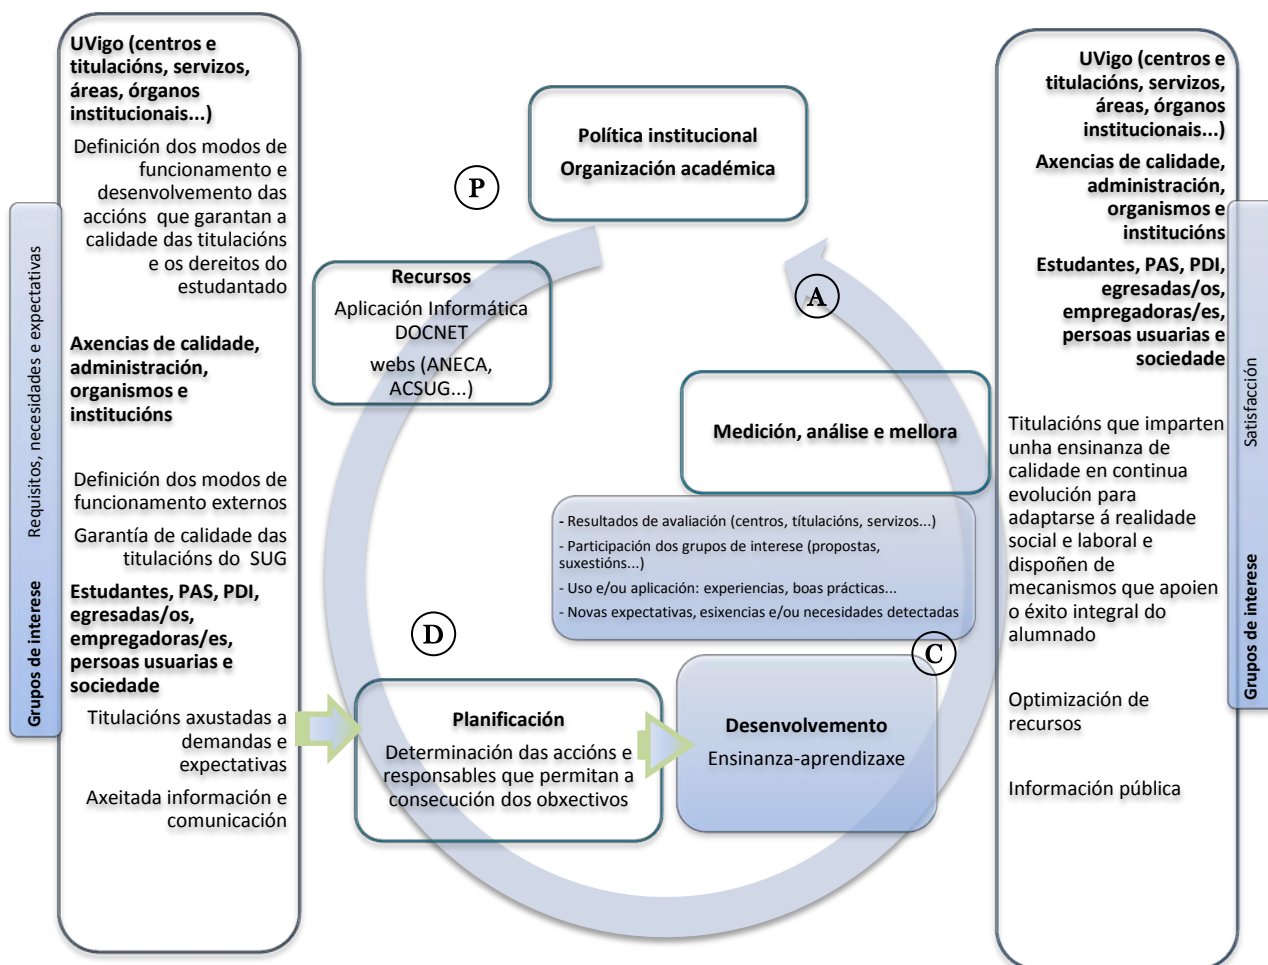 UVigo (centros e
titulacións, servizos,
áreas, órganos
institucionais...)
Definición dos modos de
funcionamento e
desenvolvemento das
accións que garantan a
calidade das titulacións
e os dereitos do
estudantado
Axencias de calidade,
administración,
organismos e
institucións
Definición dos modos de
funcionamento externos
Garantía de calidade das
titulacións do SUG
Estudantes, PAS, PDI,
egresadas/os,
empregadoras/es,
persoas usuarias e
sociedade
Titulacións axustadas a
demandas e
expectativas
Axeitada información e
comunicación
Requisitos, necesidades e expectativas
Grupos de interese
Política institucional
Organización académica
P
Recursos
Aplicación Informática
DOCNET
webs (ANECA,
ACSUG...)
A
Medición, análise e mellora
- Resultados de avaliación (centros, títulacións, servizos...)
- Participación dos grupos de interese (propostas,
suxestións...)
- Uso e/ou aplicación: experiencias, boas prácticas...
- Novas expectativas, esixencias e/ou necesidades detectadas
D
C
Planificación
Determinación das accións e
responsables que permitan a
consecución dos obxectivos
Desenvolvemento
Ensinanza-aprendizaxe
UVigo (centros e
titulacións, servizos,
áreas, órganos
institucionais...)
Axencias de calidade,
administración,
organismos e
institucións
Estudantes, PAS, PDI,
egresadas/os,
empregadoras/es,
persoas usuarias e
sociedade
Titulacións que imparten
unha ensinanza de
calidade en continua
evolución para
adaptarse á realidade
social e laboral e
dispoñen de
mecanismos que apoien
o éxito integral do
alumnado
Optimización de
recursos
Información pública
Satisfacción
Grupos de interese